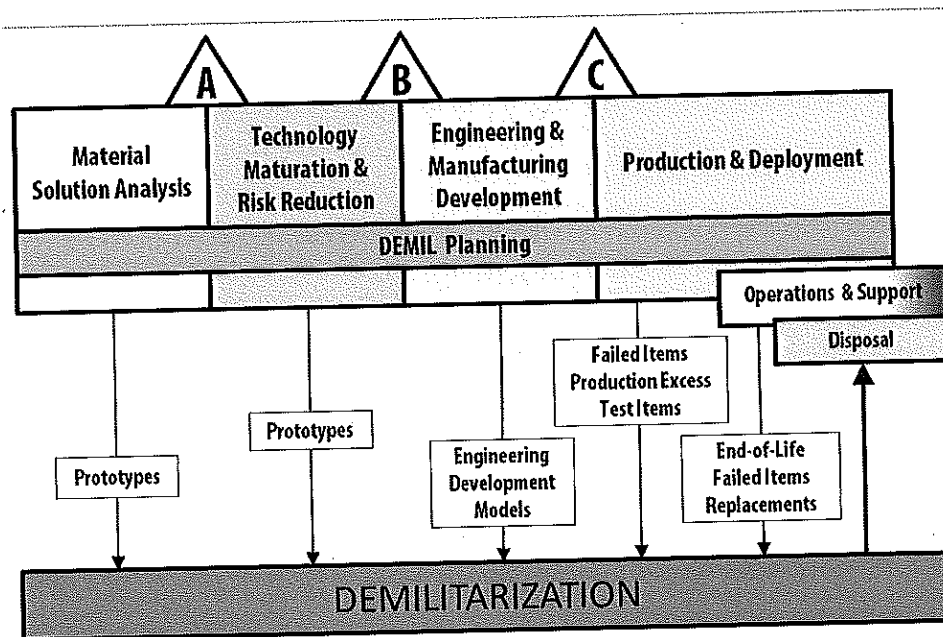 A
B
C
Material
Solution Analysis
Technology
Maturation &
Risk Reduction
Engineering &
Manufacturing
Development
Production & Deployment
DEMIL Planning
Operations & Support
Disposal
Prototypes
Prototypes
Engineering
Development
Models
Failed Items
Production Excess
Test Items
End-of-Life
Failed Items
Replacements
DEMILITARIZATION